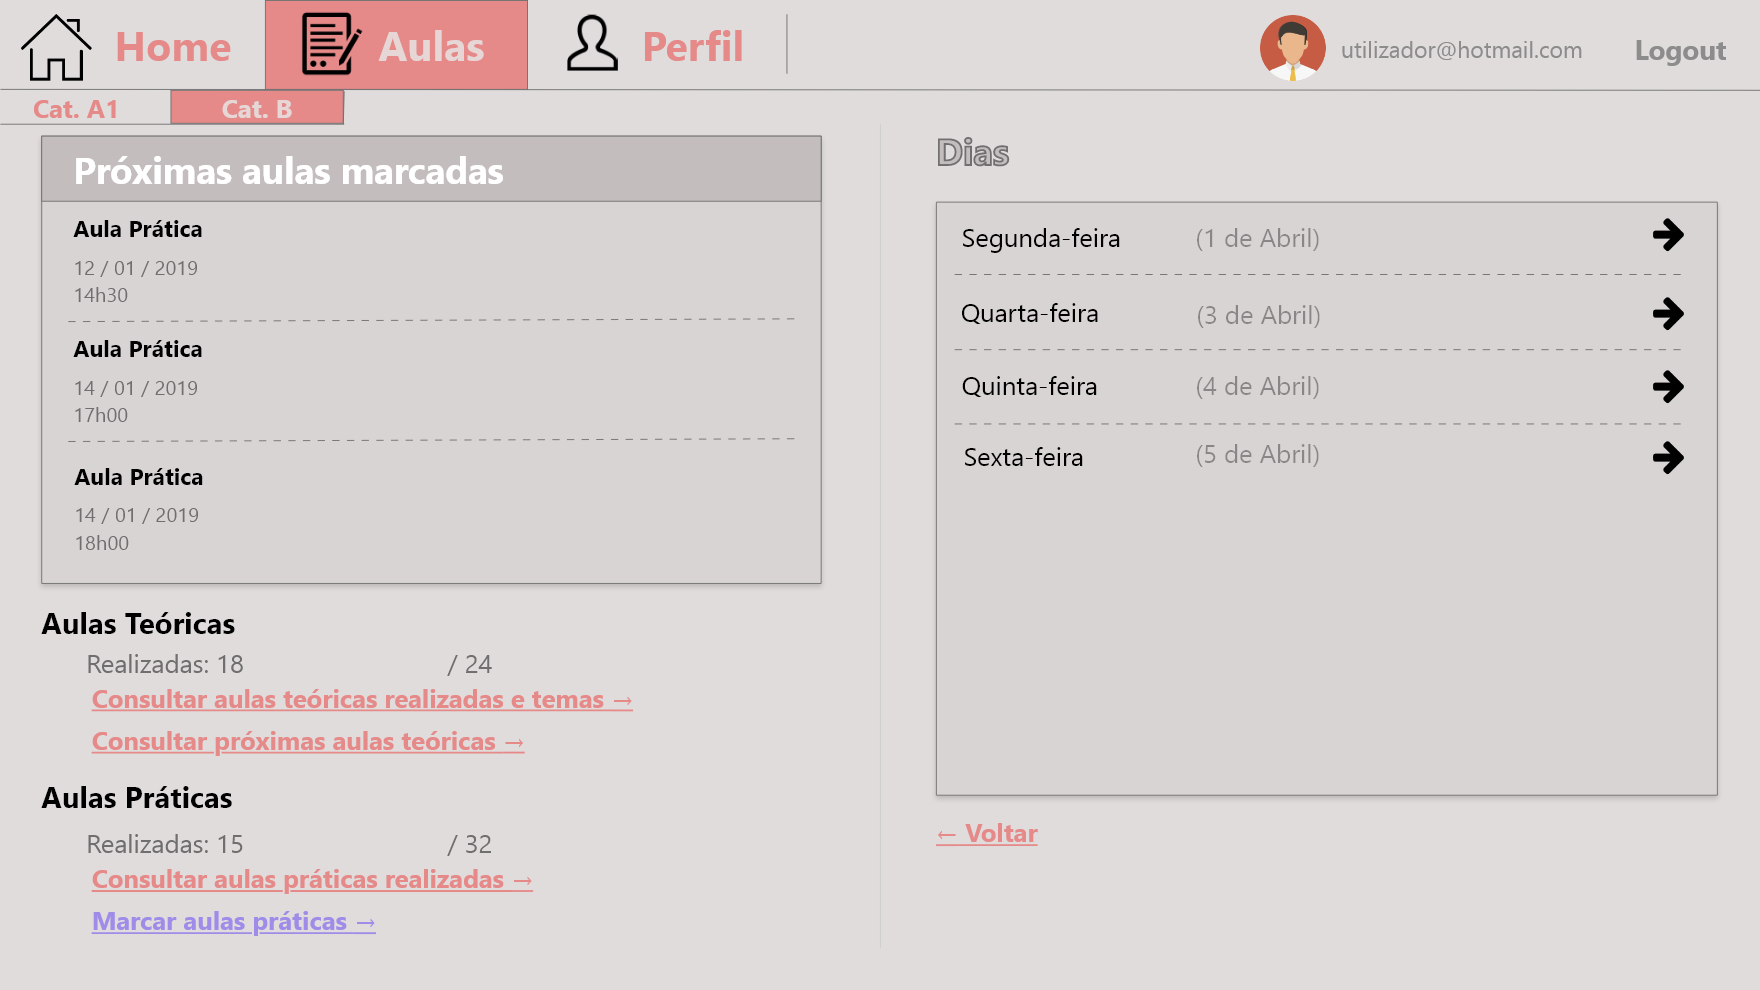 Home
Aulas
Perfil
utilizador@hotmail.com
Logout
Cat. A1
Cat. B
Próximas aulas marcadas
Aula Prática
12 / 01 / 2019
14h30
Aula Prática
14 / 01 / 2019
17h00
Aula Prática
14 / 01 / 2019
18h00
Aulas Teóricas
Realizadas: 18 / 24
Consultar aulas teóricas realizadas e temas →
Consultar próximas aulas teóricas →
Aulas Práticas
Realizadas: 15 / 32
Consultar aulas práticas realizadas →
Marcar aulas práticas →
Dias
Segunda-feira (1 de Abril)
Quarta-feira (3 de Abril)
Quinta-feira (4 de Abril)
Sexta-feira (5 de Abril)
← Voltar